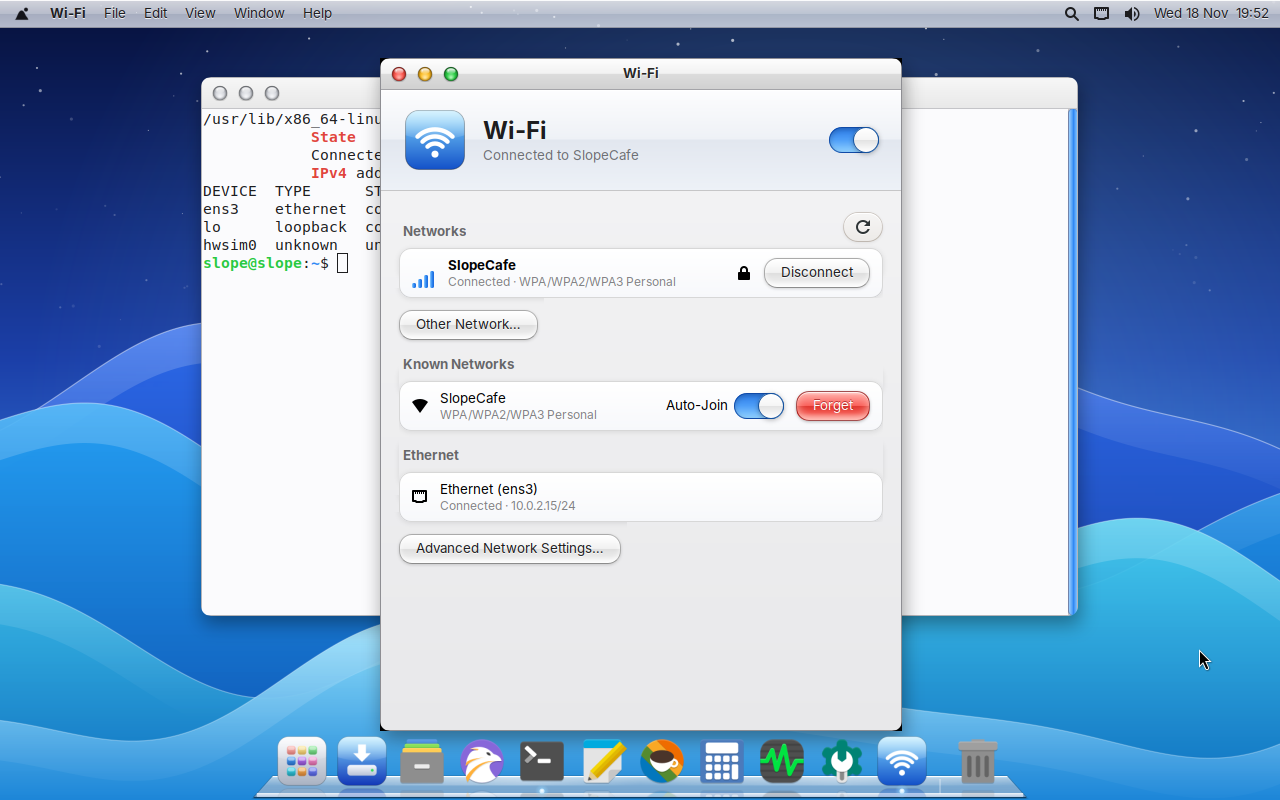 Wi-Fi File Edit View Window Help Wed 18 Nov 19:52
Wi-Fi
/usr/lib/x86_64-linu
State
Connecte
IPv4 add
DEVICE TYPE ST
ens3 ethernet co
lo loopback co
hwsim0 unknown un
slope@slope:~$
Wi-Fi
Connected to SlopeCafe
Networks
SlopeCafe
Connected · WPA/WPA2/WPA3 Personal
Disconnect
Other Network...
Known Networks
SlopeCafe
WPA/WPA2/WPA3 Personal
Auto-Join
Forget
Ethernet
Ethernet (ens3)
Connected · 10.0.2.15/24
Advanced Network Settings...